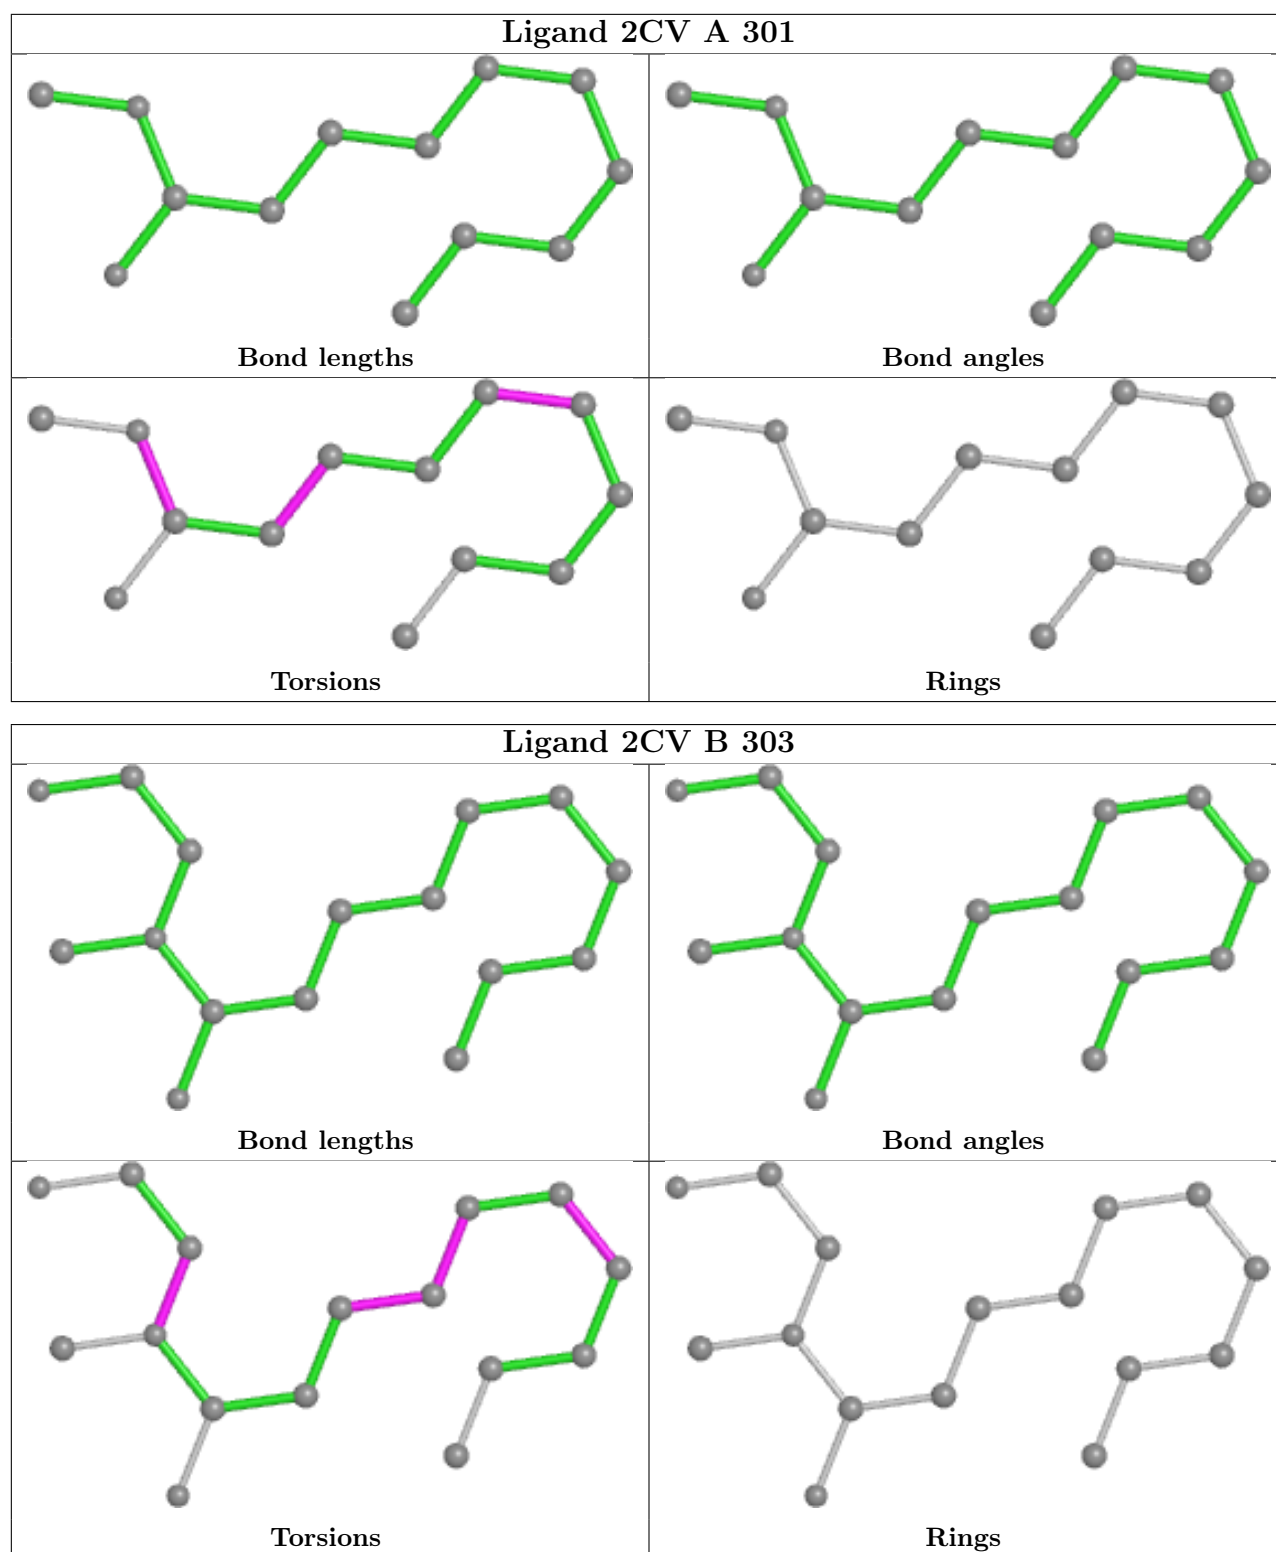 Ligand 2CV A 301
Bond lengths
Bond angles
Torsions
Rings
Ligand 2CV B 303
Bond lengths
Bond angles
Torsions
Rings